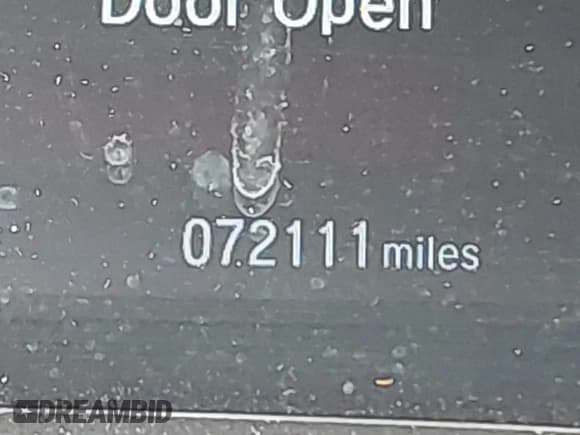 Door Open
072111 miles
DREAMBID